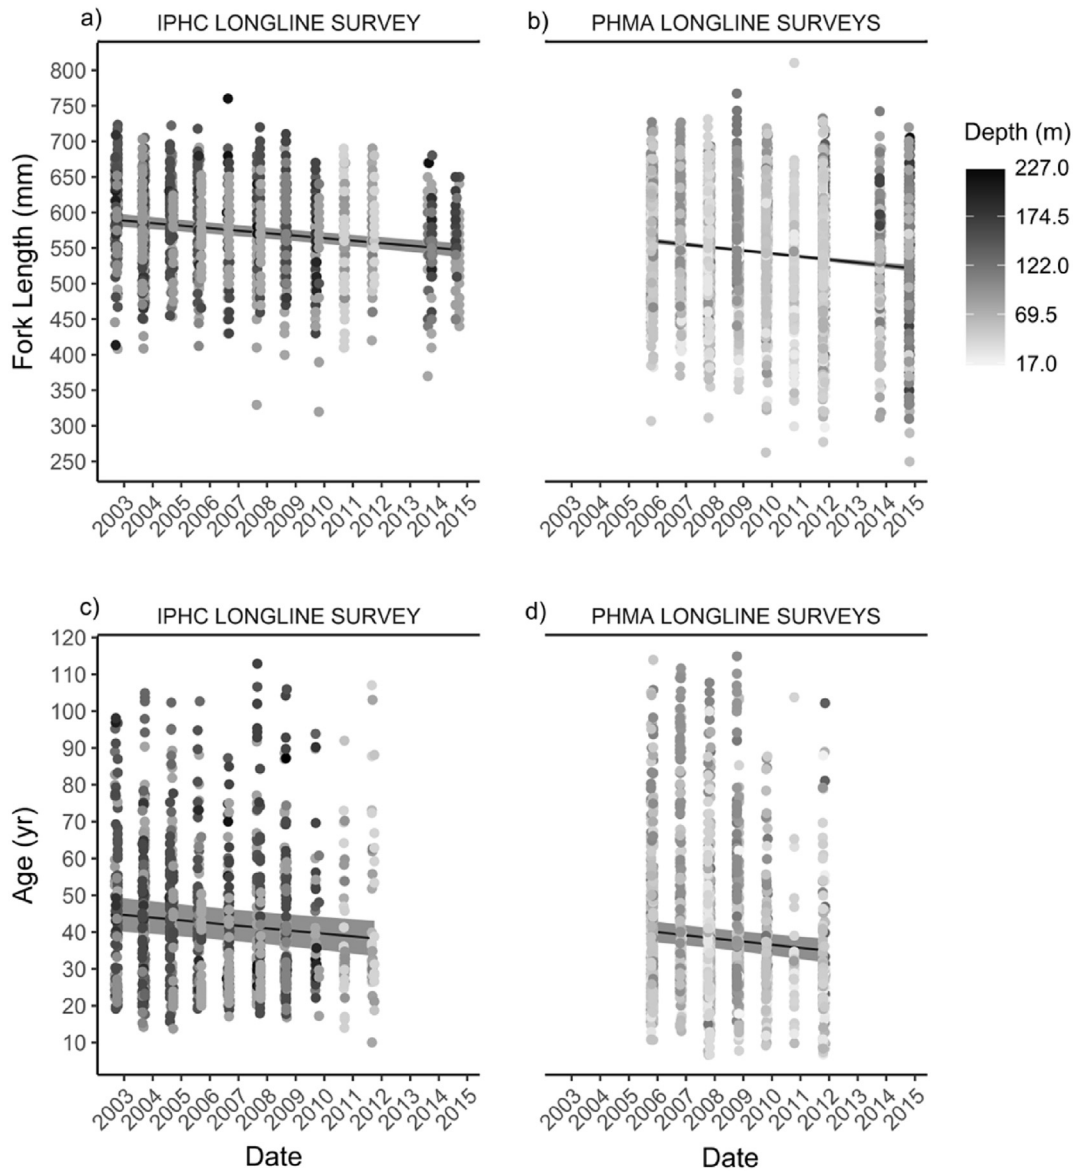 a) IPHC LONGLINE SURVEY
b) PHMA LONGLINE SURVEYS
Fork Length (mm)
800
750
700
650
600
550
500
450
400
350
300
250
2003 2004 2005 2006 2007 2008 2009 2010 2011 2012 2013 2014 2015
2003 2004 2005 2006 2007 2008 2009 2010 2011 2012 2013 2014 2015
Depth (m)
227.0
174.5
122.0
69.5
17.0
c) IPHC LONGLINE SURVEY
d) PHMA LONGLINE SURVEYS
Age (yr)
120
110
100
90
80
70
60
50
40
30
20
10
2003 2004 2005 2006 2007 2008 2009 2010 2011 2012 2013 2014 2015
2003 2004 2005 2006 2007 2008 2009 2010 2011 2012 2013 2014 2015
Date
Date